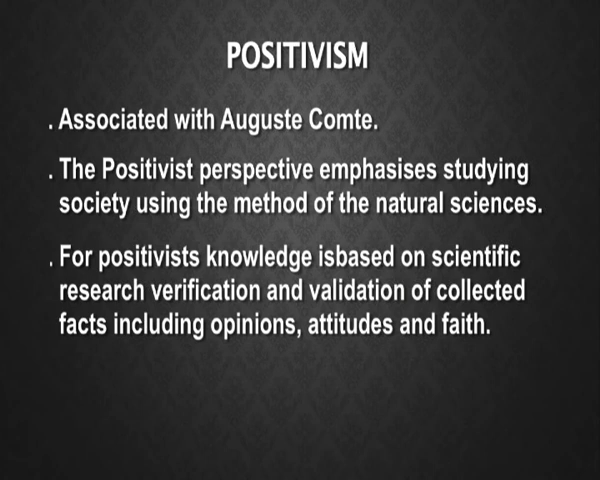 POSITIVISM
. Associated with Auguste Comte.
. The Positivist perspective emphasises studying
society using the method of the natural sciences.
. For positivists knowledge isbased on scientific
research verification and validation of collected
facts including opinions, attitudes and faith.